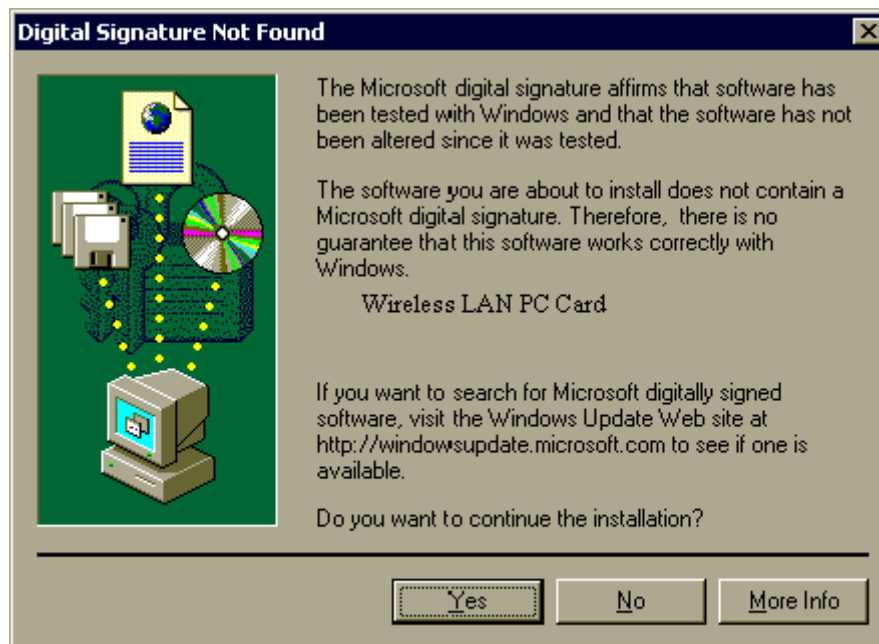 Digital Signature Not Found
The Microsoft digital signature affirms that software has
been tested with Windows and that the software has not
been altered since it was tested.
The software you are about to install does not contain a
Microsoft digital signature. Therefore,  there is no
guarantee that this software works correctly with
Windows.
Wireless LAN PC Card
If you want to search for Microsoft digitally signed
software, visit the Windows Update Web site at
http://windowsupdate.microsoft.com to see if one is
available.
Do you want to continue the installation?
Yes No More Info